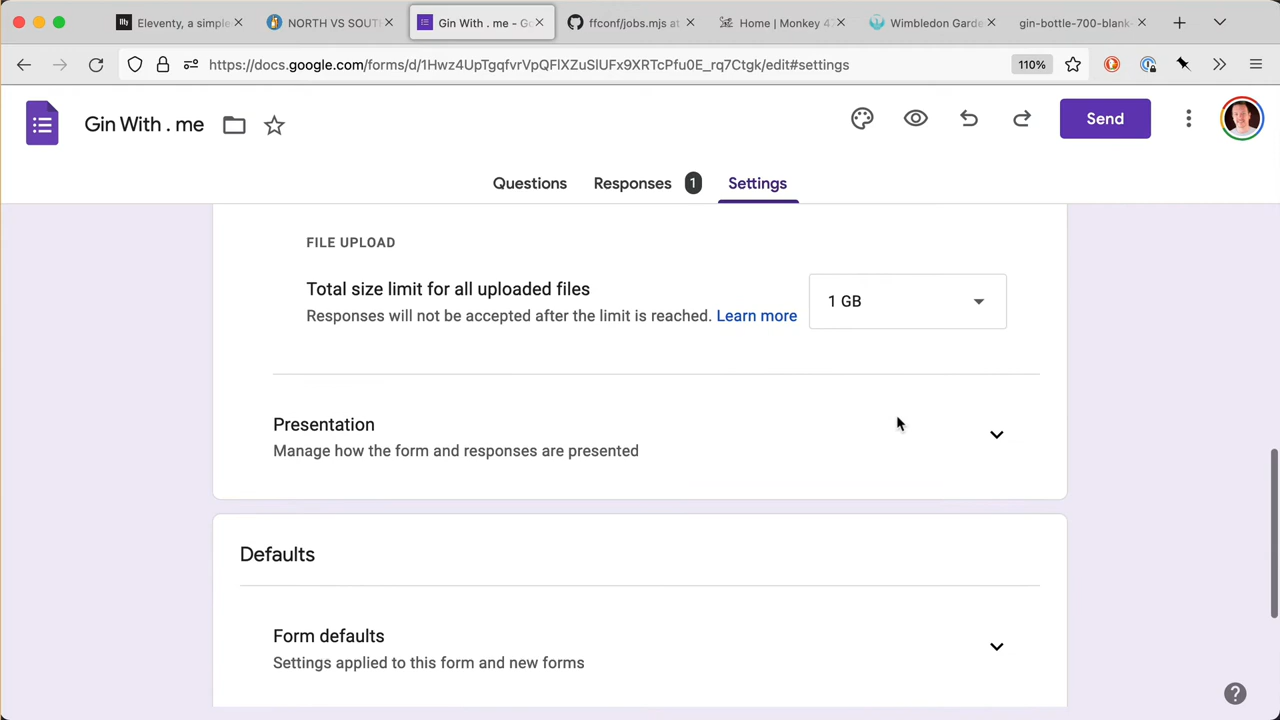 Eleventy, a simple
NORTH VS SOUT
Gin With . me - Go
ffconf/jobs.mjs at
Home | Monkey 47
Wimbledon Garde
gin-bottle-700-blank
https://docs.google.com/forms/d/1Hwz4UpTgqfvrVpQFlXZuSlUFx9XRTcPfu0E_rq7Ctgk/edit#settings
110%
Gin With . me
Send
Questions
Responses 1
Settings
FILE UPLOAD
Total size limit for all uploaded files
Responses will not be accepted after the limit is reached. Learn more
1 GB
Presentation
Manage how the form and responses are presented
Defaults
Form defaults
Settings applied to this form and new forms